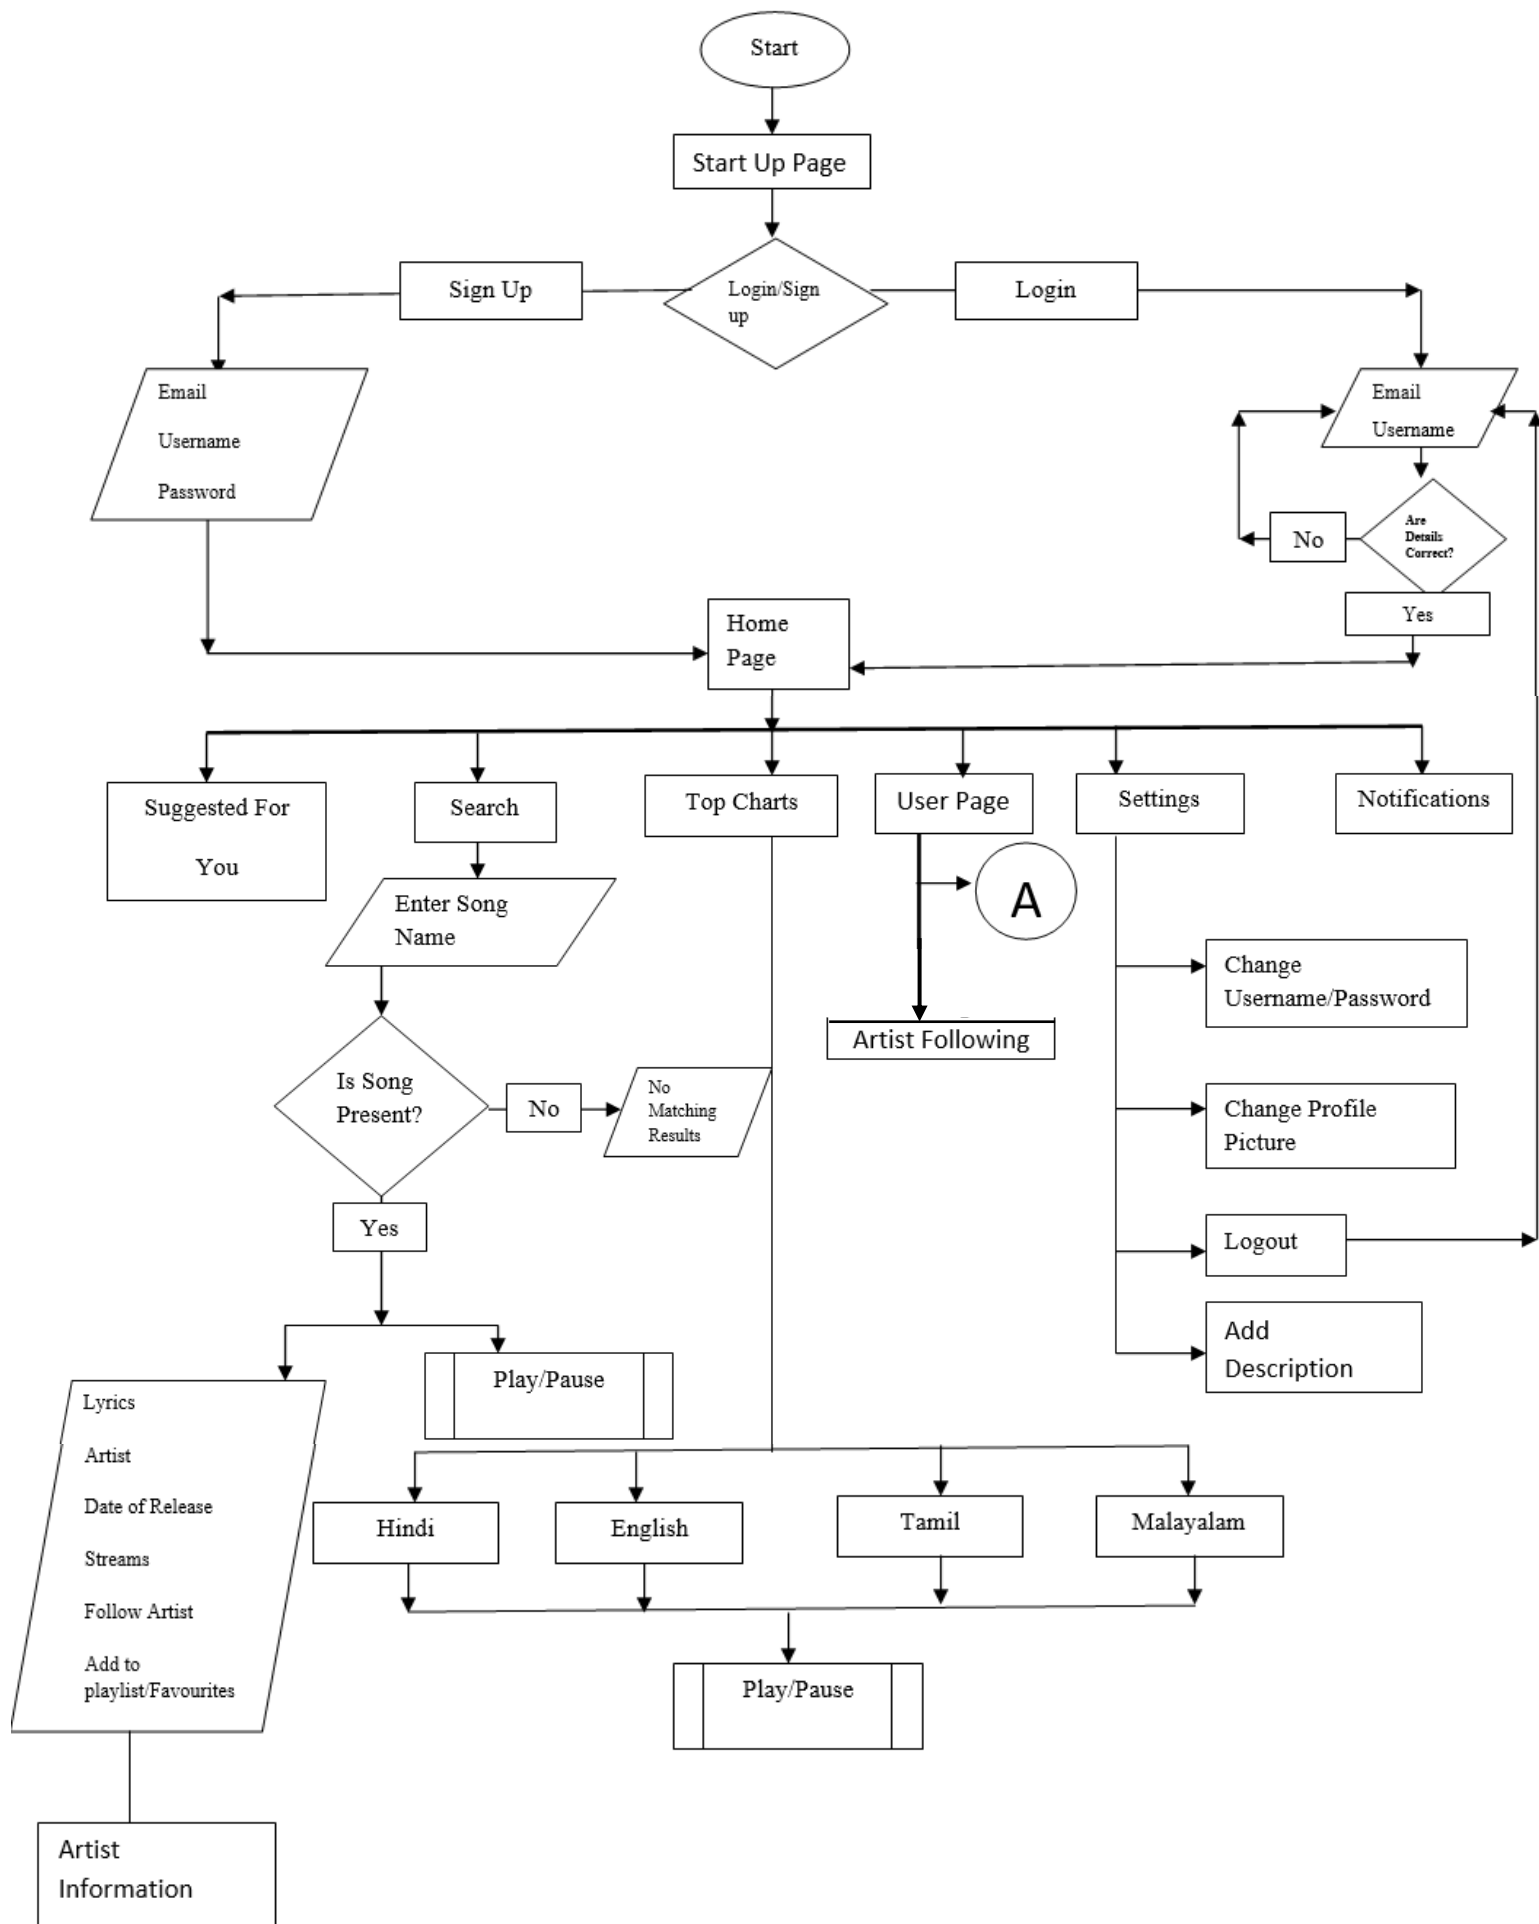 Start
Start Up Page
Sign Up
Login/Sign
up
Login
Email
Username
Password
Email
Username
Are
Details
Correct?
No
Yes
Home
Page
Suggested For
You
Search
Top Charts
User Page
Settings
Notifications
A
Enter Song
Name
Change
Username/Password
Artist Following
Is Song
Present?
No
No
Matching
Results
Change Profile
Picture
Yes
Logout
Add
Description
Play/Pause
Lyrics
Artist
Date of Release
Streams
Follow Artist
Add to
playlist/Favourites
Hindi
English
Tamil
Malayalam
Play/Pause
Artist
Information